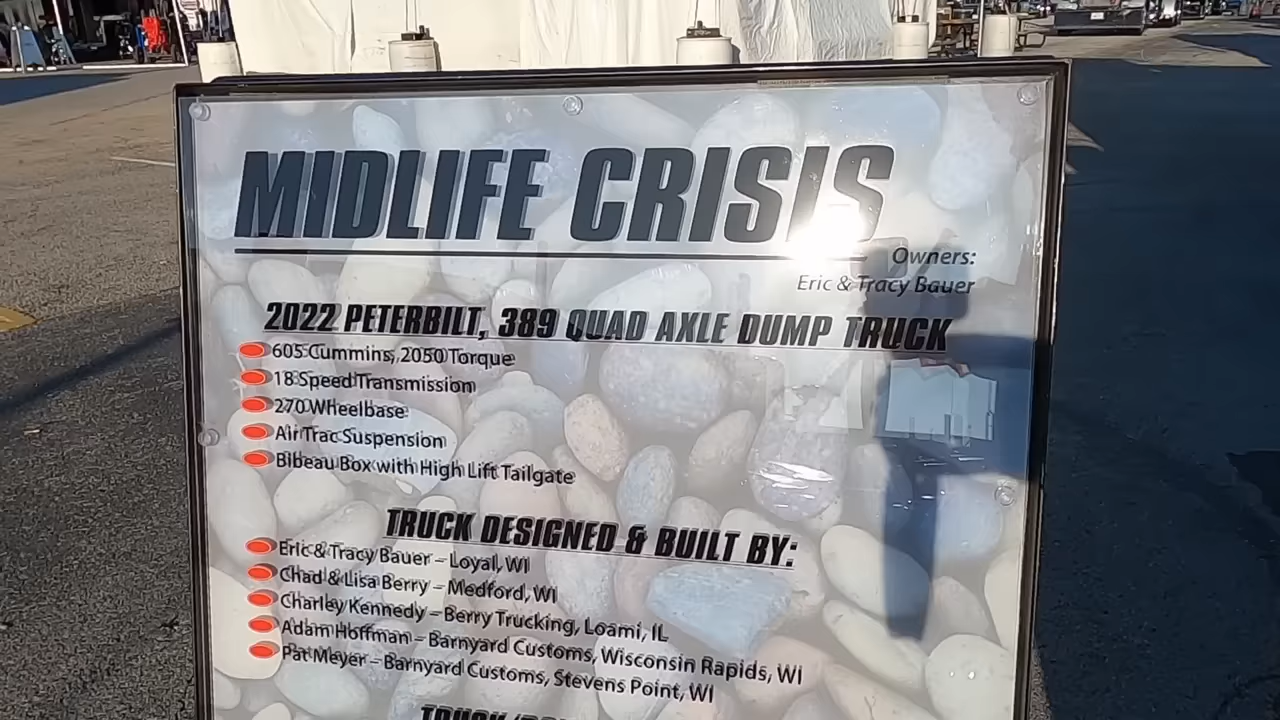 MIDLIFE CRISIS
Owners:
Eric & Tracy Bauer
2022 PETERBILT, 389 QUAD AXLE DUMP TRUCK
605 Cummins, 2050 Torque
18 Speed Transmission
270 Wheelbase
Air Trac Suspension
Bibeau Box with High Lift Tailgate
TRUCK DESIGNED & BUILT BY:
Eric & Tracy Bauer – Loyal, WI
Chad & Lisa Berry – Medford, WI
Charley Kennedy – Berry Trucking, Loami, IL
Adam Hoffman – Barnyard Customs, Wisconsin Rapids, WI
Pat Meyer – Barnyard Customs, Stevens Point, WI